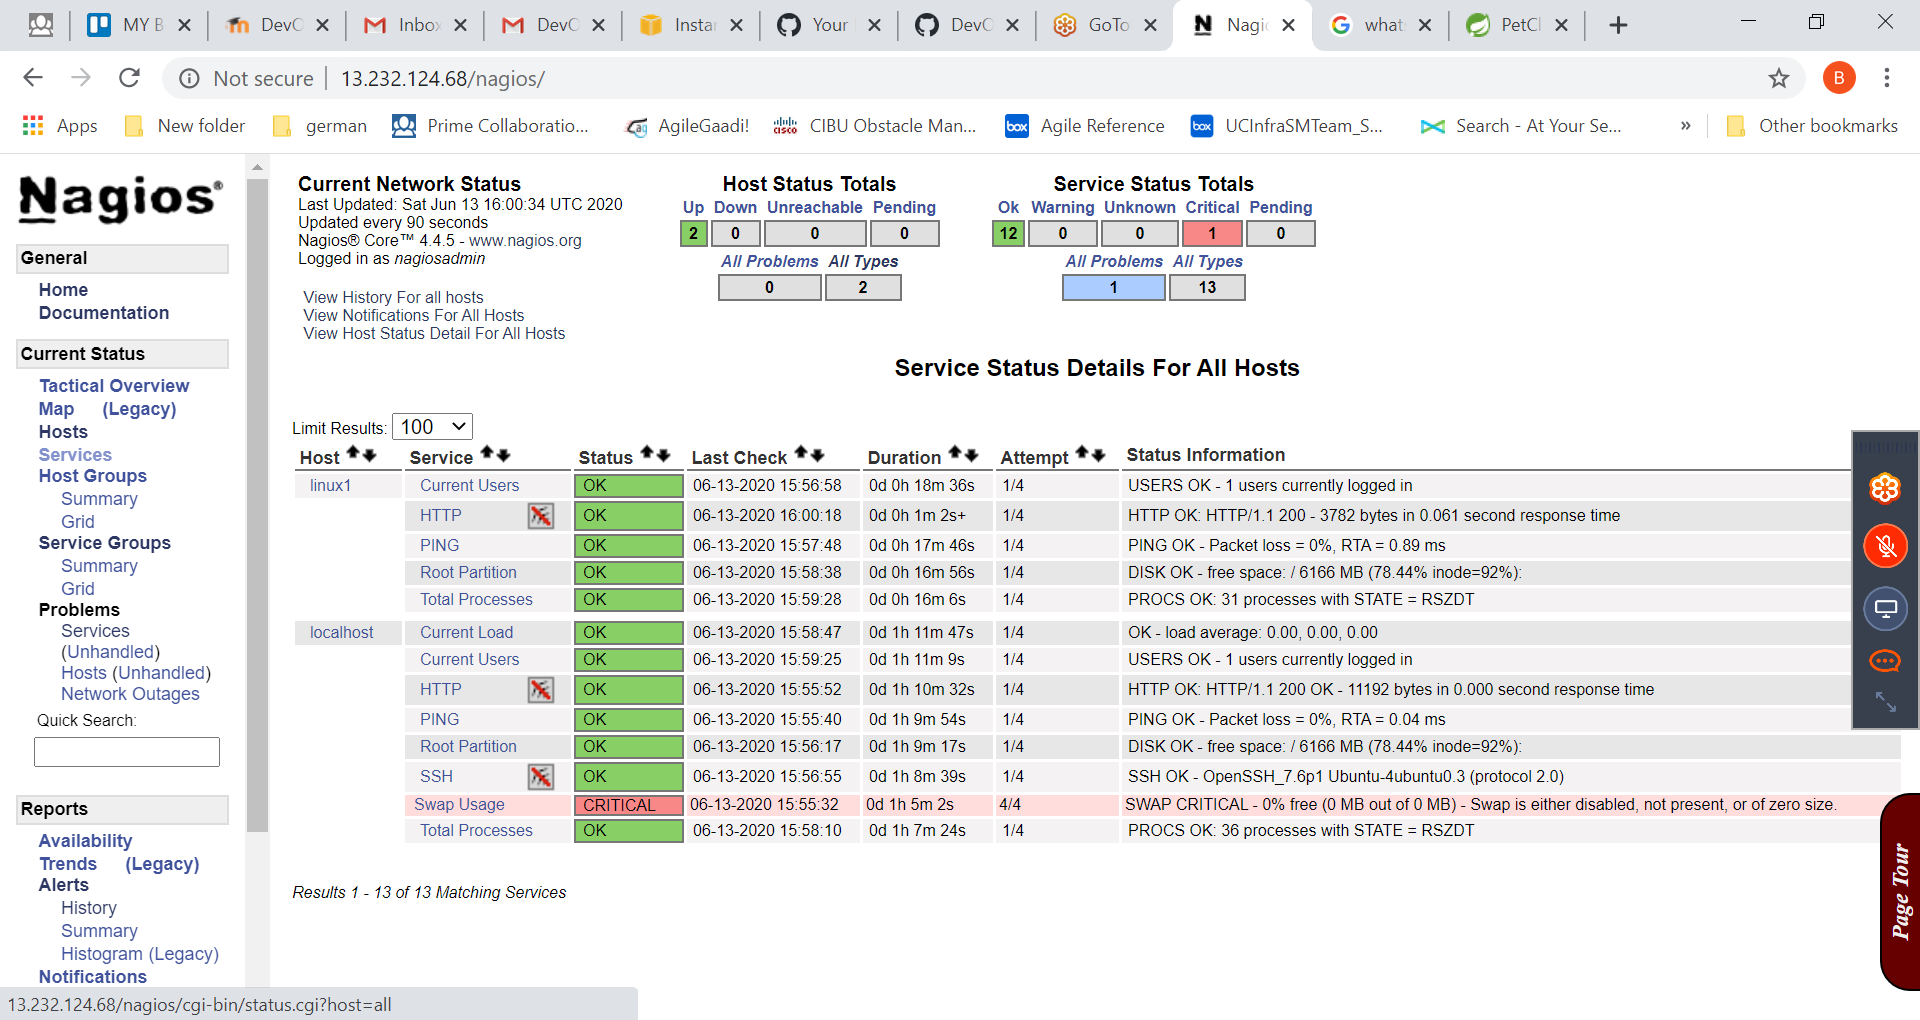 MY B
DevO
Inbox
DevO
Instan
Your
DevO
GoTo
Nagio
what
PetCl
Not secure
13.232.124.68/nagios/
B
Apps
New folder
german
Prime Collaboratio...
AgileGaadi!
CIBU Obstacle Man...
box
Agile Reference
box
UCInfraSMTeam_S...
Search - At Your Se...
»
Other bookmarks
Nagios®
General
Home
Documentation
Current Status
Tactical Overview
Map (Legacy)
Hosts
Services
Host Groups
Summary
Grid
Service Groups
Summary
Grid
Problems
Services
(Unhandled)
Hosts (Unhandled)
Network Outages
Quick Search:
Reports
Availability
Trends (Legacy)
Alerts
History
Summary
Histogram (Legacy)
Notifications
13.232.124.68/nagios/cgi-bin/status.cgi?host=all
Current Network Status
Last Updated: Sat Jun 13 16:00:34 UTC 2020
Updated every 90 seconds
Nagios® Core™ 4.4.5 - www.nagios.org
Logged in as nagiosadmin
View History For all hosts
View Notifications For All Hosts
View Host Status Detail For All Hosts
Host Status Totals
Up Down Unreachable Pending
2 0 0 0
All Problems All Types
0 2
Service Status Totals
Ok Warning Unknown Critical Pending
12 0 0 1 0
All Problems All Types
1 13
Service Status Details For All Hosts
Limit Results: 100
Host Service Status Last Check Duration Attempt Status Information
linux1 Current Users OK 06-13-2020 15:56:58 0d 0h 18m 36s 1/4 USERS OK - 1 users currently logged in
HTTP OK 06-13-2020 16:00:18 0d 0h 1m 2s+ 1/4 HTTP OK: HTTP/1.1 200 - 3782 bytes in 0.061 second response time
PING OK 06-13-2020 15:57:48 0d 0h 17m 46s 1/4 PING OK - Packet loss = 0%, RTA = 0.89 ms
Root Partition OK 06-13-2020 15:58:38 0d 0h 16m 56s 1/4 DISK OK - free space: / 6166 MB (78.44% inode=92%):
Total Processes OK 06-13-2020 15:59:28 0d 0h 16m 6s 1/4 PROCS OK: 31 processes with STATE = RSZDT
localhost Current Load OK 06-13-2020 15:58:47 0d 1h 11m 47s 1/4 OK - load average: 0.00, 0.00, 0.00
Current Users OK 06-13-2020 15:59:25 0d 1h 11m 9s 1/4 USERS OK - 1 users currently logged in
HTTP OK 06-13-2020 15:55:52 0d 1h 10m 32s 1/4 HTTP OK: HTTP/1.1 200 OK - 11192 bytes in 0.000 second response time
PING OK 06-13-2020 15:55:40 0d 1h 9m 54s 1/4 PING OK - Packet loss = 0%, RTA = 0.04 ms
Root Partition OK 06-13-2020 15:56:17 0d 1h 9m 17s 1/4 DISK OK - free space: / 6166 MB (78.44% inode=92%):
SSH OK 06-13-2020 15:56:55 0d 1h 8m 39s 1/4 SSH OK - OpenSSH_7.6p1 Ubuntu-4ubuntu0.3 (protocol 2.0)
Swap Usage CRITICAL 06-13-2020 15:55:32 0d 1h 5m 2s 4/4 SWAP CRITICAL - 0% free (0 MB out of 0 MB) - Swap is either disabled, not present, or of zero size.
Total Processes OK 06-13-2020 15:58:10 0d 1h 7m 24s 1/4 PROCS OK: 36 processes with STATE = RSZDT
Results 1 - 13 of 13 Matching Services
Page Tour